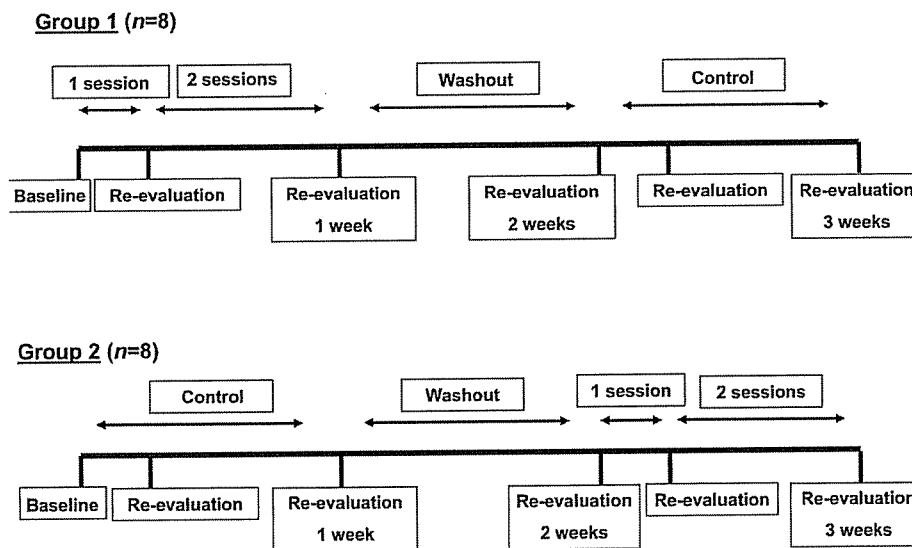 Group 1 (n=8)
1 session
2 sessions
Washout
Control
Baseline
Re-evaluation
Re-evaluation
1 week
Re-evaluation
2 weeks
Re-evaluation
Re-evaluation
3 weeks
Group 2 (n=8)
Control
Washout
1 session
2 sessions
Baseline
Re-evaluation
Re-evaluation
1 week
Re-evaluation
2 weeks
Re-evaluation
Re-evaluation
3 weeks